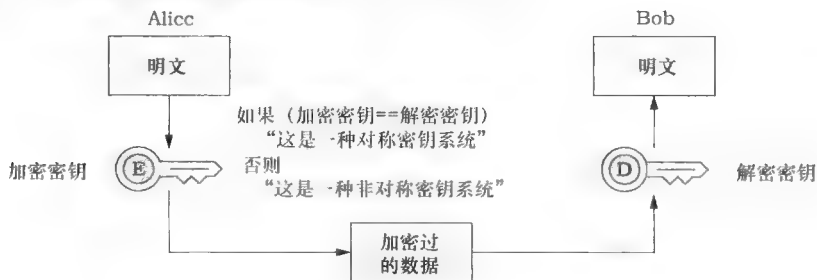 Alicc
Bob
明文
明文
如果（加密密钥==解密密钥）
“这是一种对称密钥系统”
否则
“这是一种非对称密钥系统”
加密密钥
E
D
解密密钥
加密过
的数据